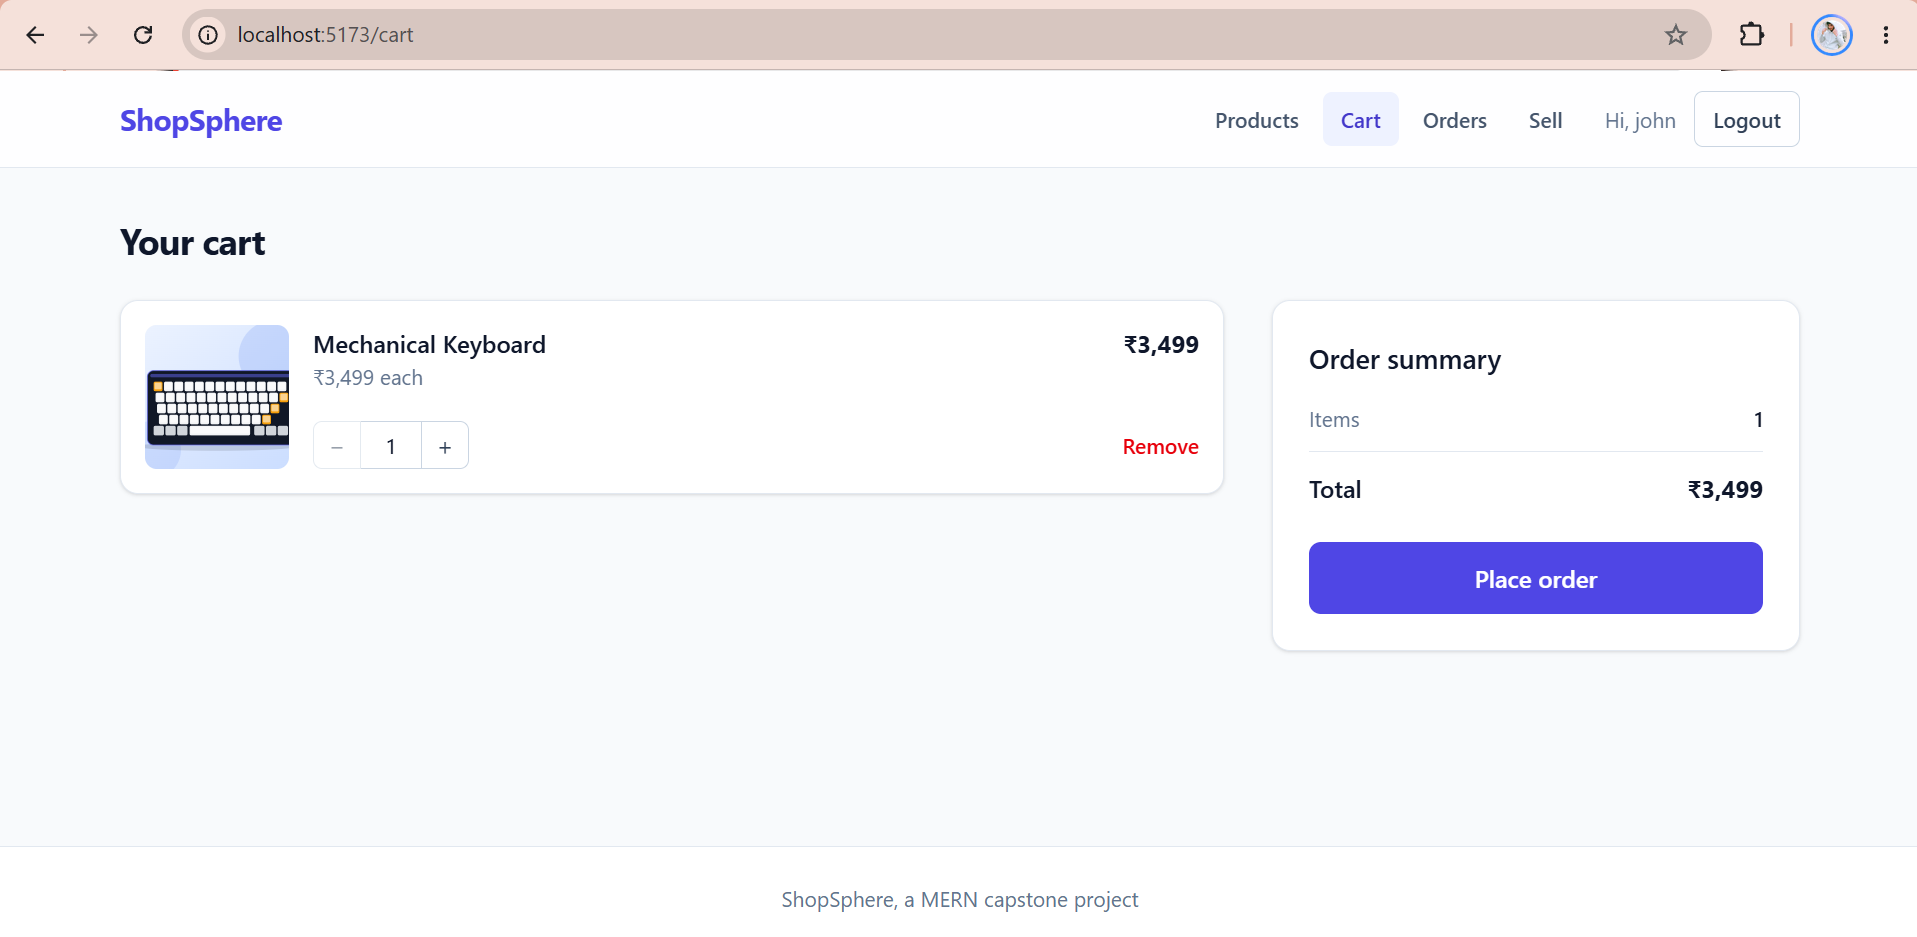 localhost:5173/cart
ShopSphere Products Cart Orders Sell Hi, john Logout
Your cart
Mechanical Keyboard ₹3,499
₹3,499 each
− 1 + Remove
Order summary
Items 1
Total ₹3,499
Place order
ShopSphere, a MERN capstone project